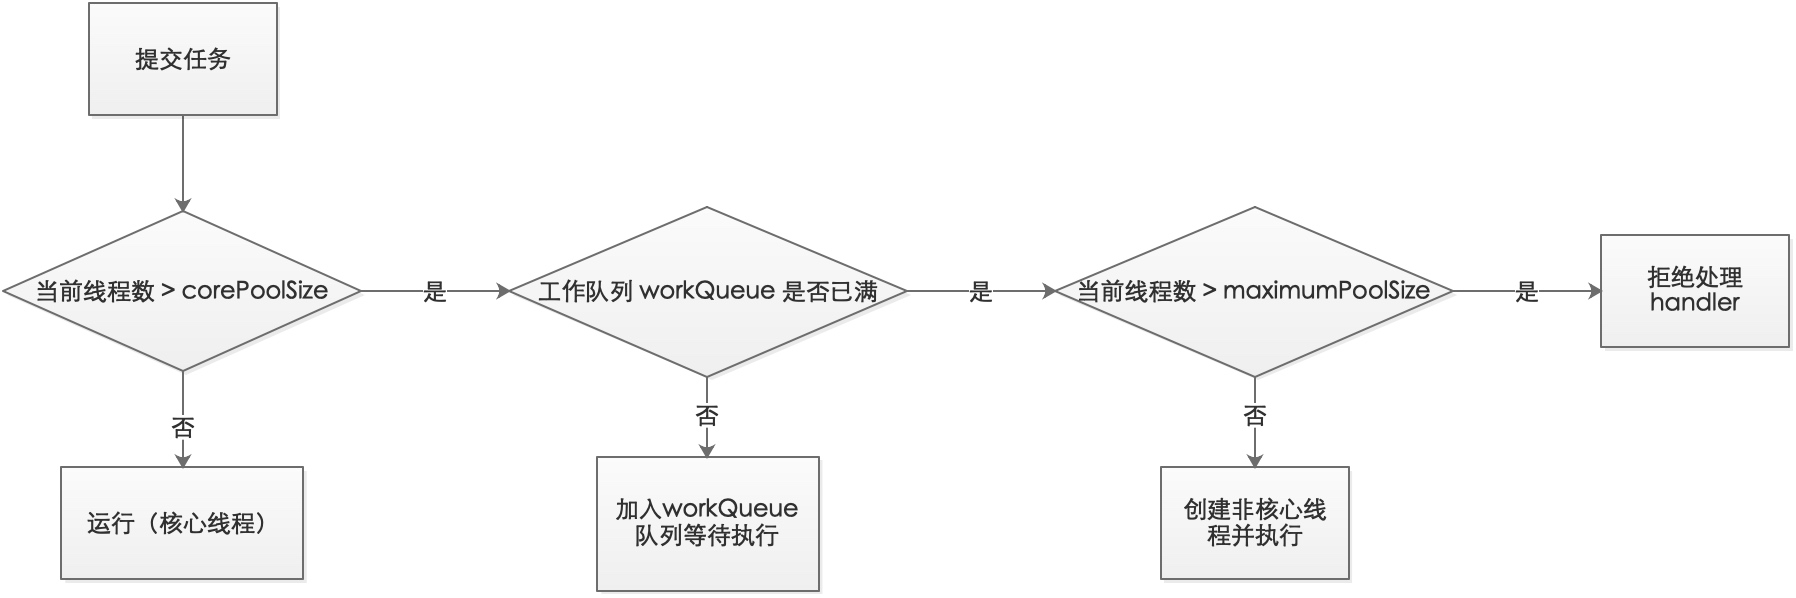 提交任务
当前线程数 > corePoolSize
是
工作队列 workQueue 是否已满
是
当前线程数 > maximumPoolSize
是
拒绝处理
handler
否
否
否
运行（核心线程）
加入workQueue
队列等待执行
创建非核心线
程并执行